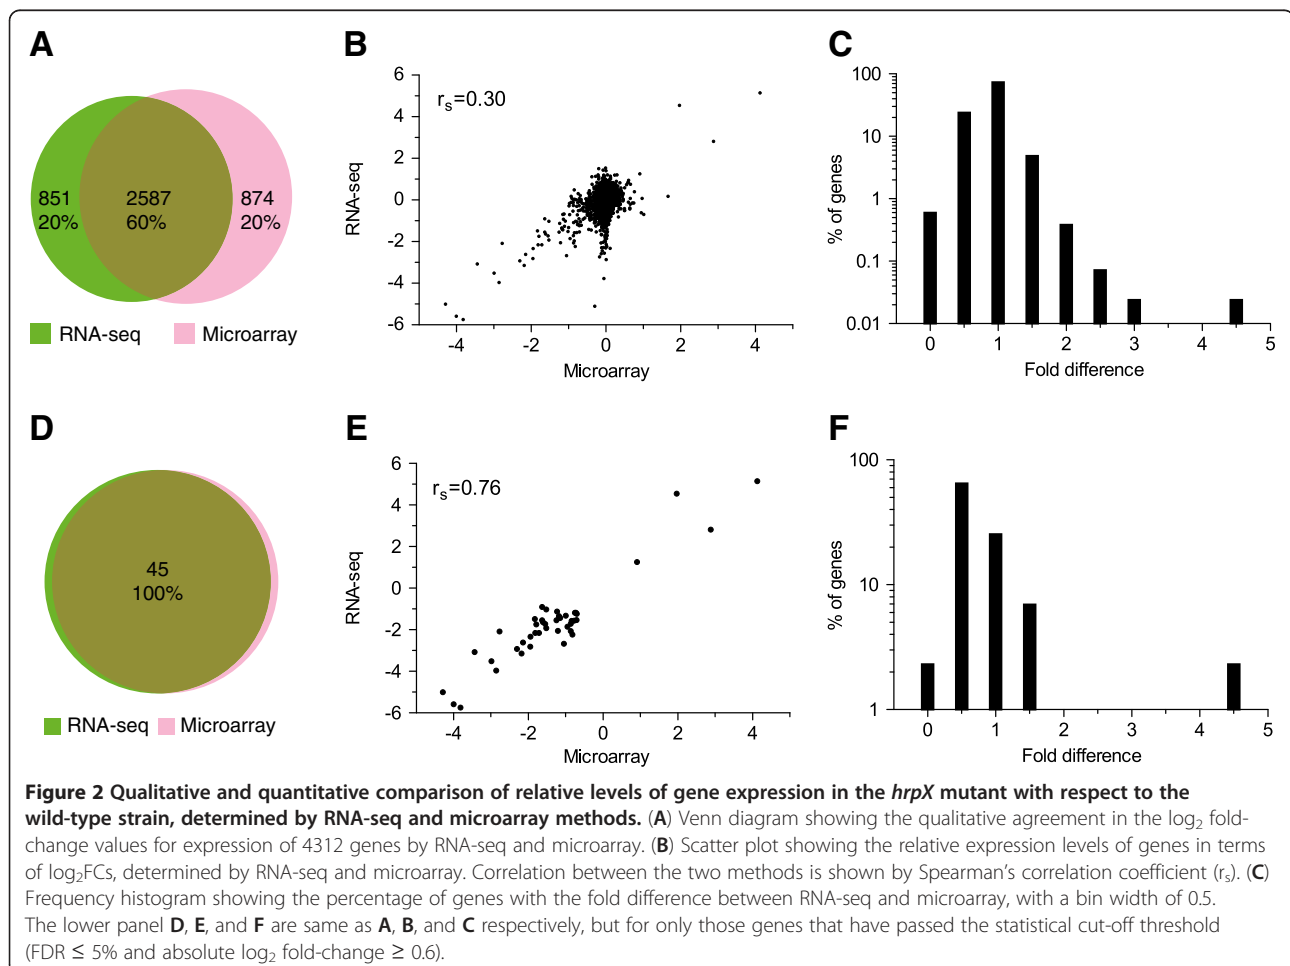 A
851
20%
2587
60%
874
20%
RNA-seq
Microarray
B
r_s=0.30
RNA-seq
6
4
2
0
-2
-4
-6
-4
-2
0
2
4
Microarray
C
% of genes
100
10
1
0.1
0.01
0
1
2
3
4
5
Fold difference
D
45
100%
RNA-seq
Microarray
E
r_s=0.76
RNA-seq
6
4
2
0
-2
-4
-6
-4
-2
0
2
4
Microarray
F
% of genes
100
10
1
0
1
2
3
4
5
Fold difference
Figure 2 Qualitative and quantitative comparison of relative levels of gene expression in the hrpX mutant with respect to the
wild-type strain, determined by RNA-seq and microarray methods. (A) Venn diagram showing the qualitative agreement in the log₂ fold-
change values for expression of 4312 genes by RNA-seq and microarray. (B) Scatter plot showing the relative expression levels of genes in terms
of log₂FCs, determined by RNA-seq and microarray. Correlation between the two methods is shown by Spearman's correlation coefficient (r_s). (C)
Frequency histogram showing the percentage of genes with the fold difference between RNA-seq and microarray, with a bin width of 0.5.
The lower panel D, E, and F are same as A, B, and C respectively, but for only those genes that have passed the statistical cut-off threshold
(FDR ≤ 5% and absolute log₂ fold-change ≥ 0.6).